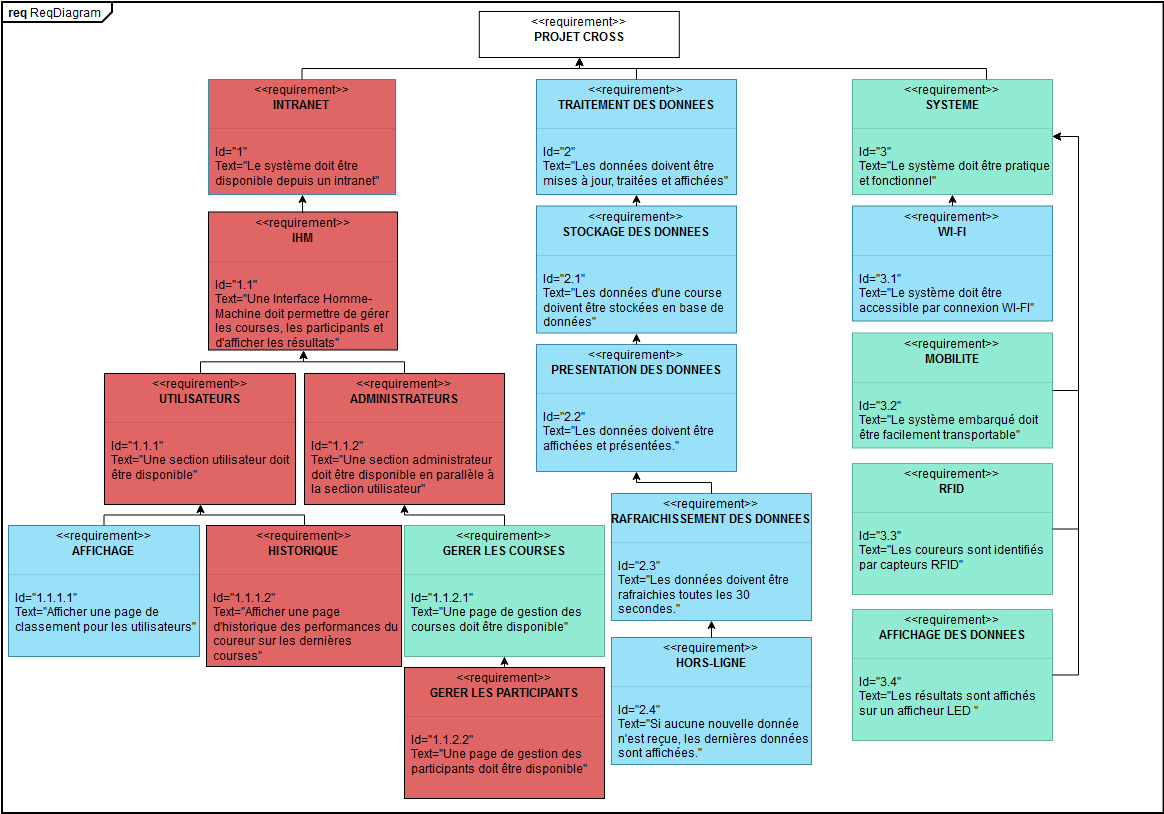 req ReqDiagram
<<requirement>>
PROJET CROSS
<<requirement>>
INTRANET
Id="1"
Text="Le système doit être
disponible depuis un intranet"
<<requirement>>
TRAITEMENT DES DONNEES
Id="2"
Text="Les données doivent être
mises à jour, traitées et affichées"
<<requirement>>
SYSTEME
Id="3"
Text="Le système doit être pratique
et fonctionnel"
<<requirement>>
IHM
Id="1.1"
Text="Une Interface Homme-
Machine doit permettre de gérer
les courses, les participants et
d'afficher les résultats"
<<requirement>>
STOCKAGE DES DONNEES
Id="2.1"
Text="Les données d'une course
doivent être stockées en base de
données"
<<requirement>>
WI-FI
Id="3.1"
Text="Le système doit être
accessible par connexion WI-FI"
<<requirement>>
UTILISATEURS
Id="1.1.1"
Text="Une section utilisateur doit
être disponible"
<<requirement>>
ADMINISTRATEURS
Id="1.1.2"
Text="Une section administrateur
doit être disponible en parallèle à
la section utilisateur"
<<requirement>>
PRESENTATION DES DONNEES
Id="2.2"
Text="Les données doivent être
affichées et présentées."
<<requirement>>
MOBILITE
Id="3.2"
Text="Le système embarqué doit
être facilement transportable"
<<requirement>>
AFFICHAGE
Id="1.1.1.1"
Text="Afficher une page de
classement pour les utilisateurs"
<<requirement>>
HISTORIQUE
Id="1.1.1.2"
Text="Afficher une page
d'historique des performances du
coureur sur les dernières
courses"
<<requirement>>
GERER LES COURSES
Id="1.1.2.1"
Text="Une page de gestion des
courses doit être disponible"
<<requirement>>
RAFRAICHISSEMENT DES DONNEES
Id="2.3"
Text="Les données doivent être
rafraichies toutes les 30
secondes."
<<requirement>>
RFID
Id="3.3"
Text="Les coureurs sont identifiés
par capteurs RFID"
<<requirement>>
GERER LES PARTICIPANTS
Id="1.1.2.2"
Text="Une page de gestion des
participants doit être disponible"
<<requirement>>
HORS-LIGNE
Id="2.4"
Text="Si aucune nouvelle donnée
n'est reçue, les dernières données
sont affichées."
<<requirement>>
AFFICHAGE DES DONNEES
Id="3.4"
Text="Les résultats sont affichés
sur un afficheur LED "